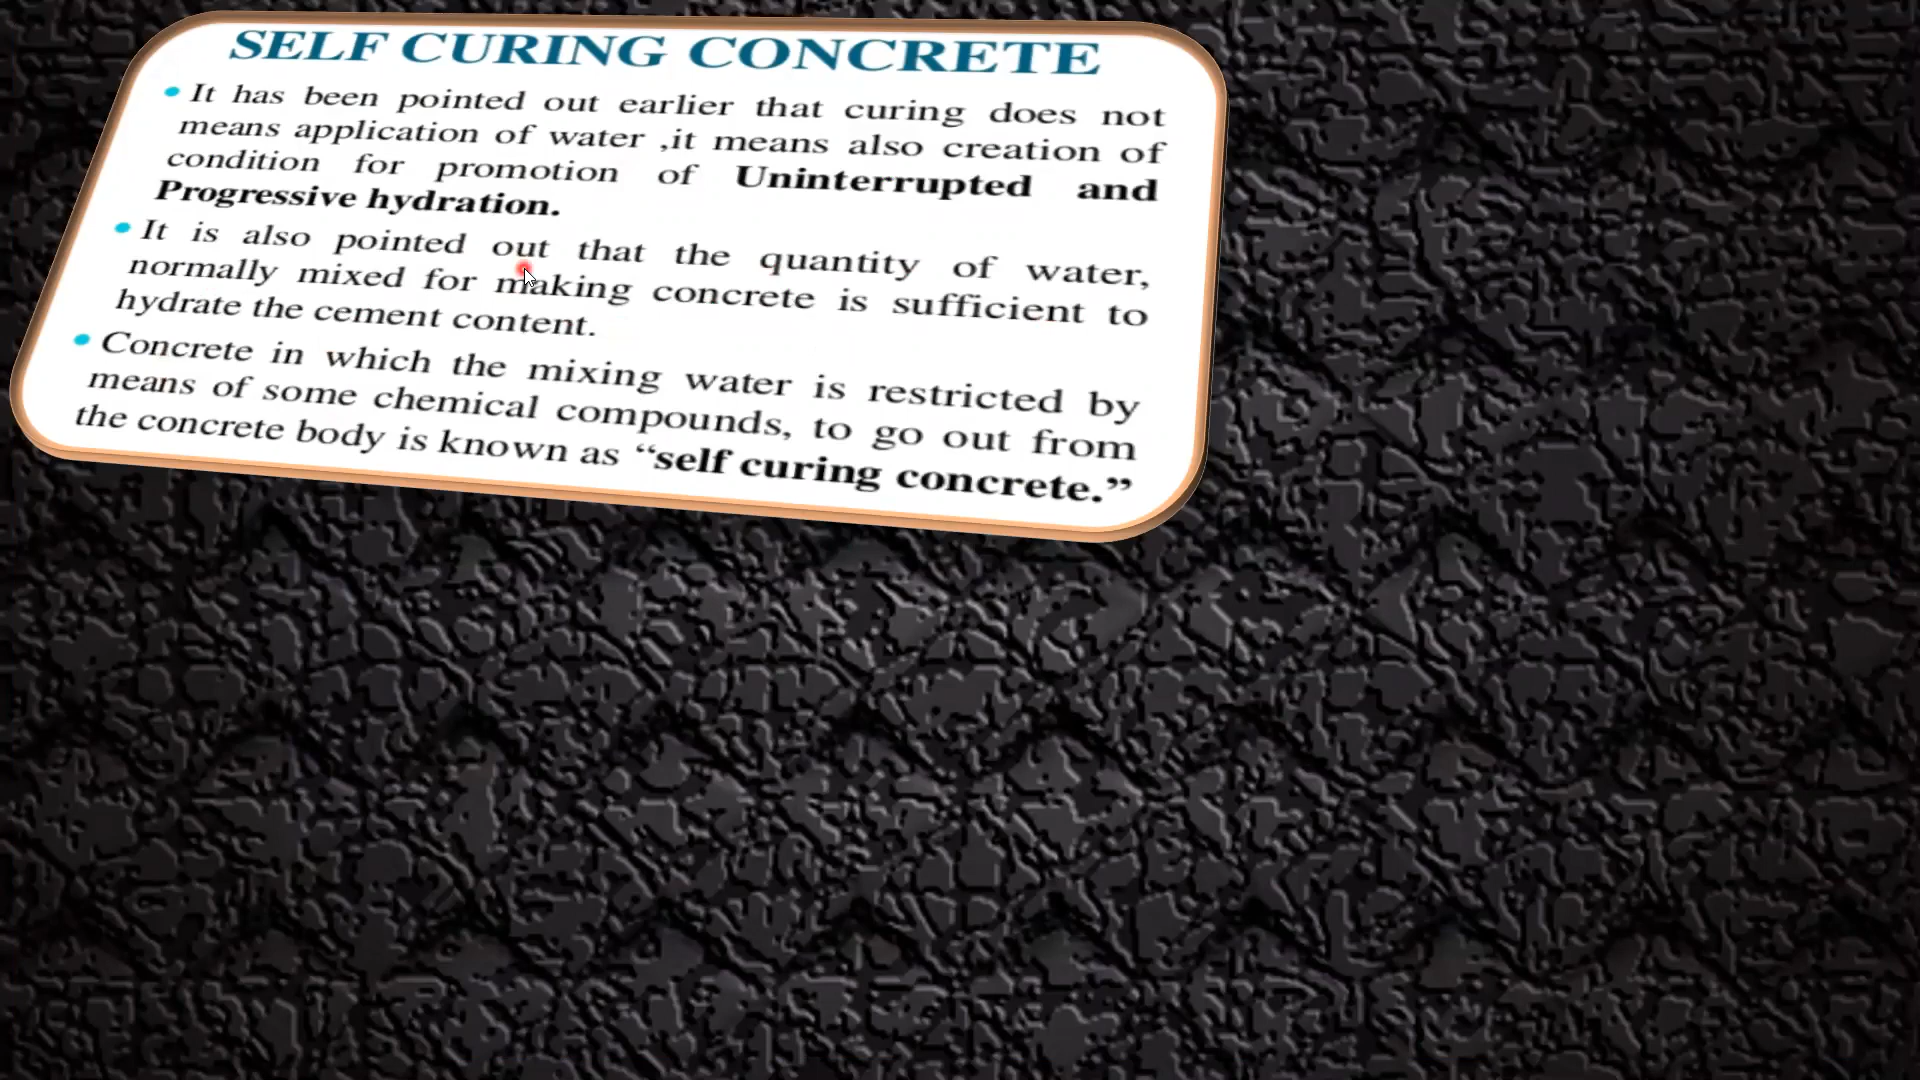 SELF CURING CONCRETE
• It has been pointed out earlier that curing does not
means application of water ,it means also creation of
condition for promotion of Uninterrupted and
Progressive hydration.
• It is also pointed out that the quantity of water,
normally mixed for making concrete is sufficient to
hydrate the cement content.
• Concrete in which the mixing water is restricted by
means of some chemical compounds, to go out from
the concrete body is known as “self curing concrete.”